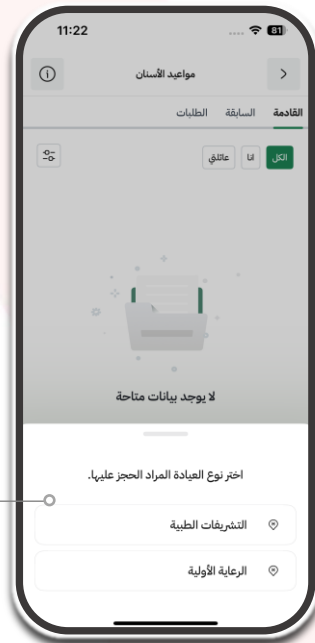 11:22 81
مواعيد الأسنان
القادمة السابقة الطلبات
الكل انا عائلتي
لا يوجد بيانات متاحة
اختر نوع العيادة المراد الحجز عليها.
التشريفات الطبية
الرعاية الأولية